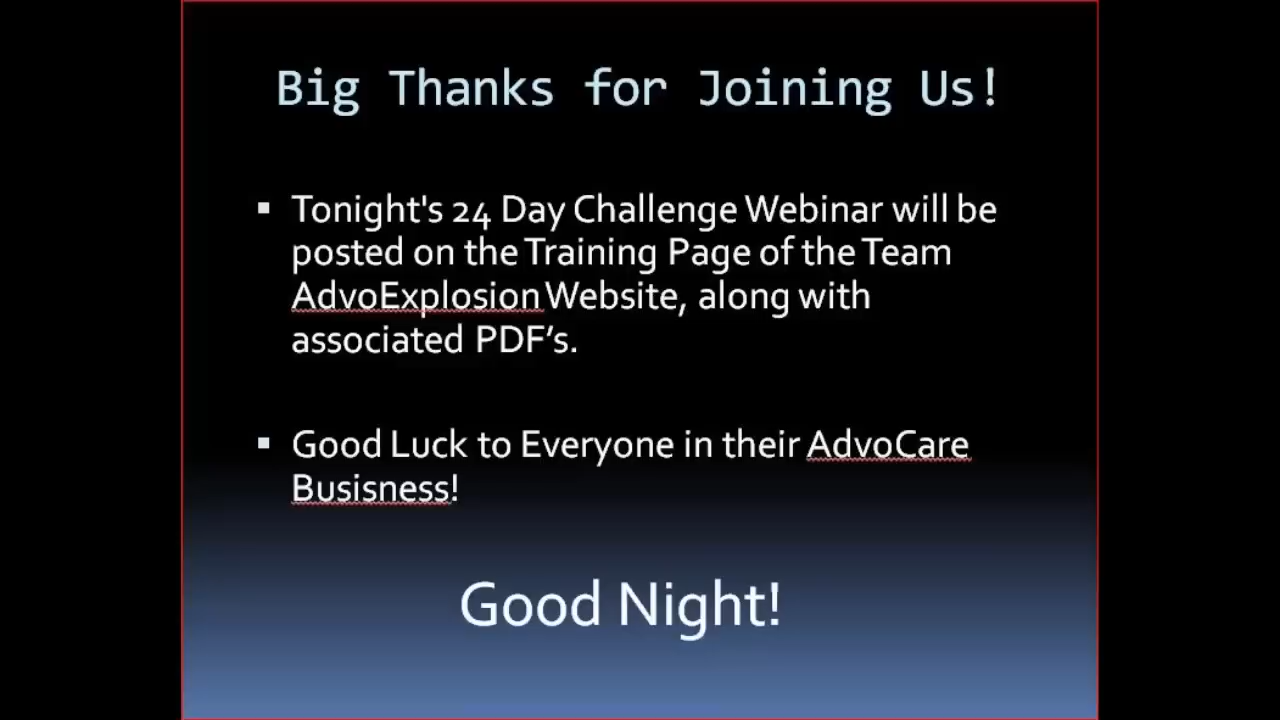 Big Thanks for Joining Us!
▪ Tonight's 24 Day Challenge Webinar will be
posted on the Training Page of the Team
AdvoExplosion Website, along with
associated PDF’s.
▪ Good Luck to Everyone in their AdvoCare
Busisness!
Good Night!